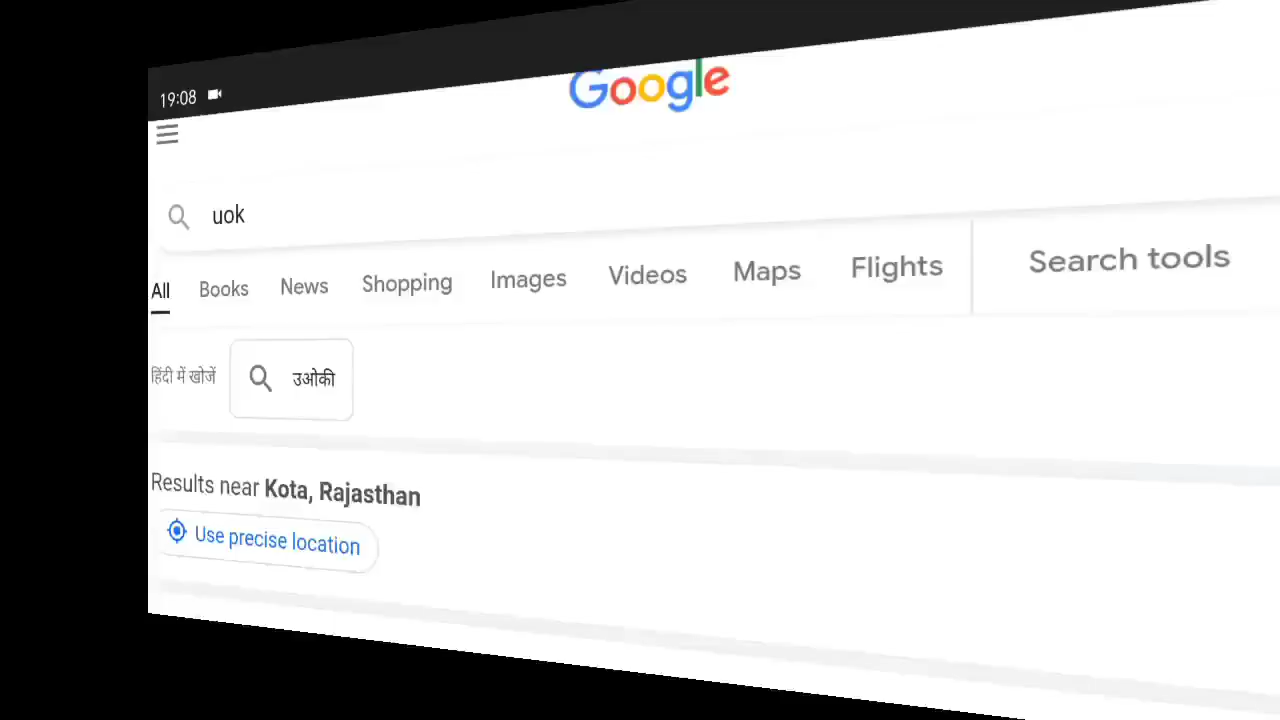 19:08
Google
uok
All Books News Shopping Images Videos Maps Flights Search tools
हिंदी में खोजें उओकी
Results near Kota, Rajasthan
Use precise location